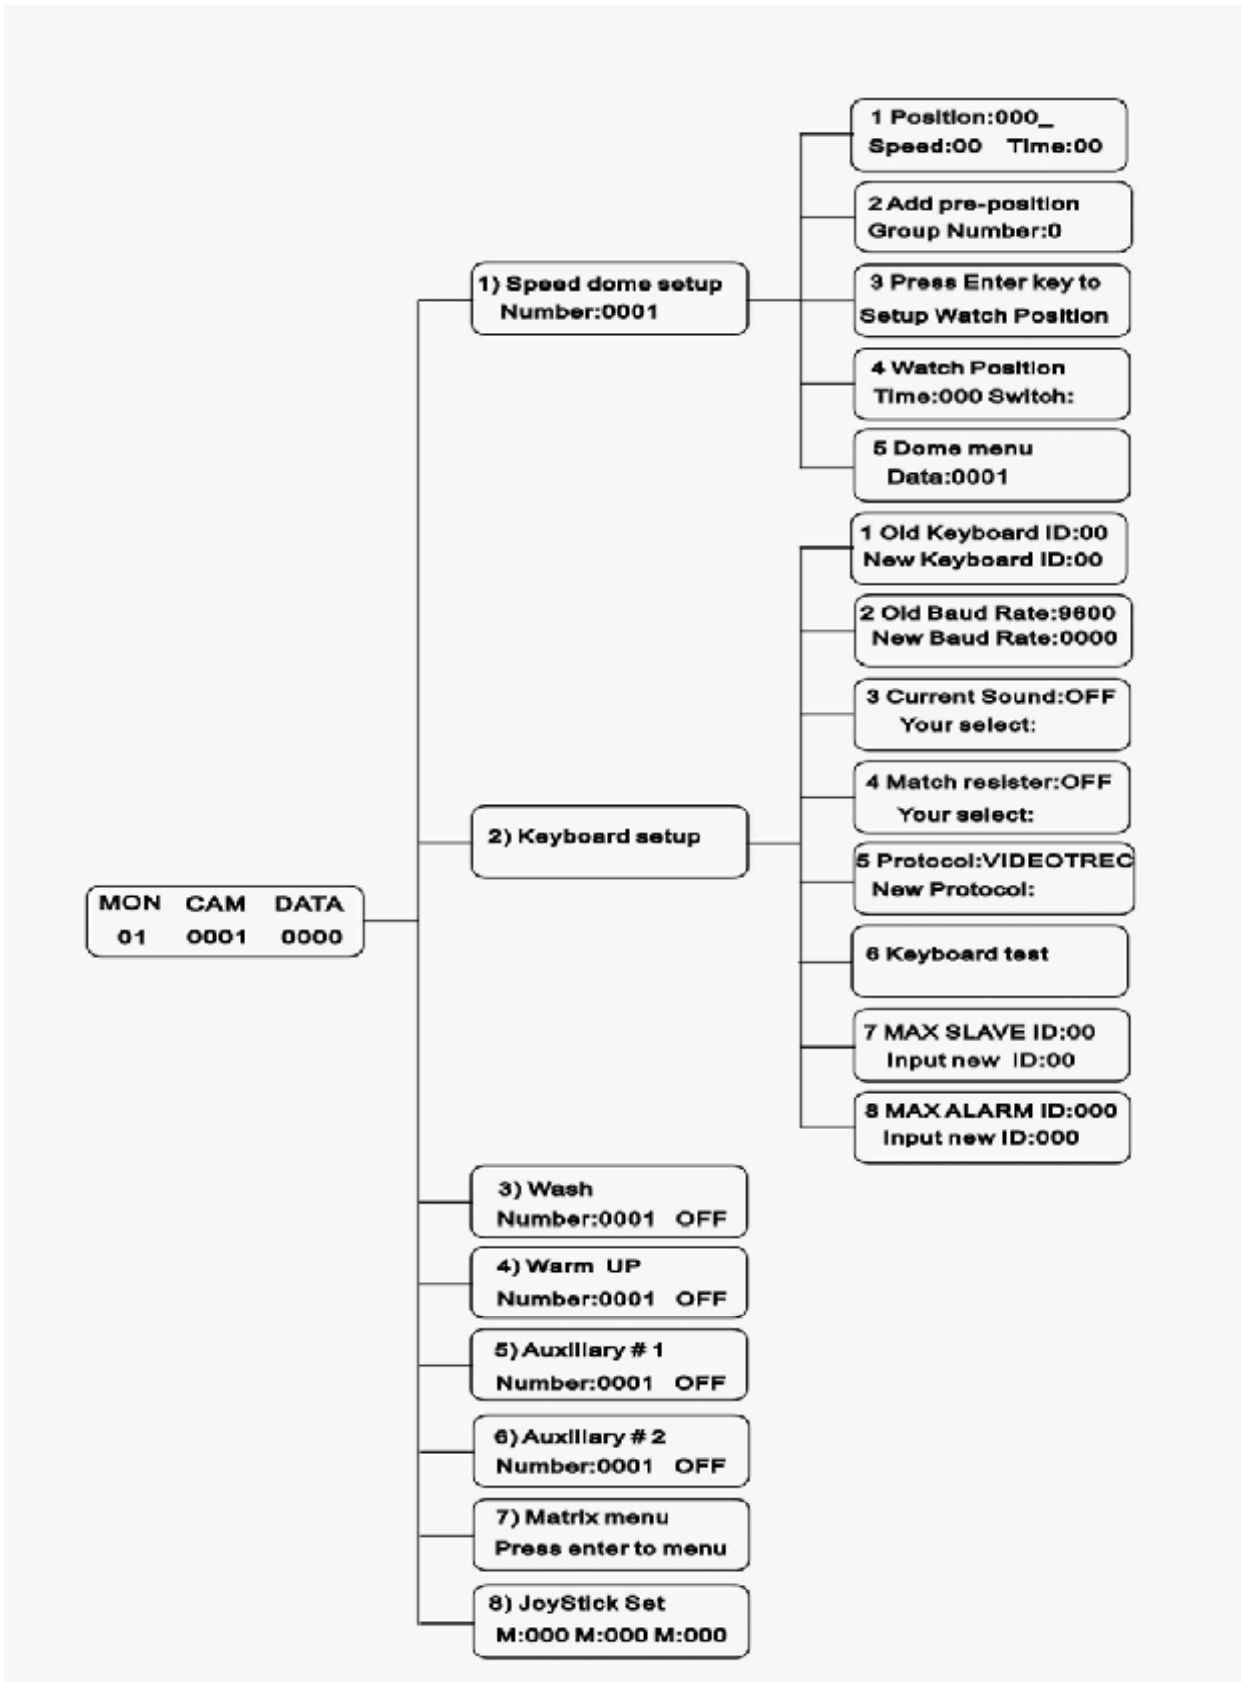 MON CAM DATA
01 0001 0000
1) Speed dome setup
Number:0001
1 Position:000_
Speed:00 Time:00
2 Add pre-position
Group Number:0
3 Press Enter key to
Setup Watch Position
4 Watch Position
Time:000 Switch:
5 Dome menu
Data:0001
2) Keyboard setup
1 Old Keyboard ID:00
New Keyboard ID:00
2 Old Baud Rate:9600
New Baud Rate:0000
3 Current Sound:OFF
Your select:
4 Match resister:OFF
Your select:
5 Protocol:VIDEOTREC
New Protocol:
6 Keyboard test
7 MAX SLAVE ID:00
Input new ID:00
8 MAX ALARM ID:000
Input new ID:000
3) Wash
Number:0001 OFF
4) Warm UP
Number:0001 OFF
5) Auxiliary # 1
Number:0001 OFF
6) Auxiliary # 2
Number:0001 OFF
7) Matrix menu
Press enter to menu
8) JoyStick Set
M:000 M:000 M:000